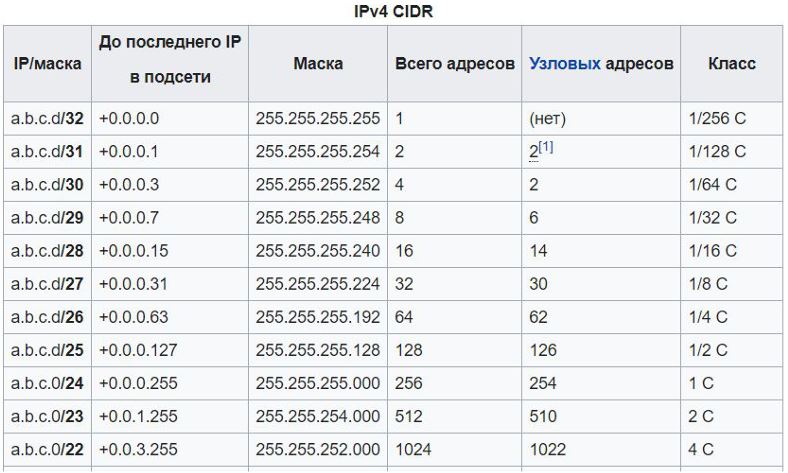 IPv4 CIDR
IP/маска До последнего IP в подсети Маска Всего адресов Узловых адресов Класс
a.b.c.d/32 +0.0.0.0 255.255.255.255 1 (нет) 1/256 C
a.b.c.d/31 +0.0.0.1 255.255.255.254 2 2[1] 1/128 C
a.b.c.d/30 +0.0.0.3 255.255.255.252 4 2 1/64 C
a.b.c.d/29 +0.0.0.7 255.255.255.248 8 6 1/32 C
a.b.c.d/28 +0.0.0.15 255.255.255.240 16 14 1/16 C
a.b.c.d/27 +0.0.0.31 255.255.255.224 32 30 1/8 C
a.b.c.d/26 +0.0.0.63 255.255.255.192 64 62 1/4 C
a.b.c.d/25 +0.0.0.127 255.255.255.128 128 126 1/2 C
a.b.c.0/24 +0.0.0.255 255.255.255.000 256 254 1 C
a.b.c.0/23 +0.0.1.255 255.255.254.000 512 510 2 C
a.b.c.0/22 +0.0.3.255 255.255.252.000 1024 1022 4 C